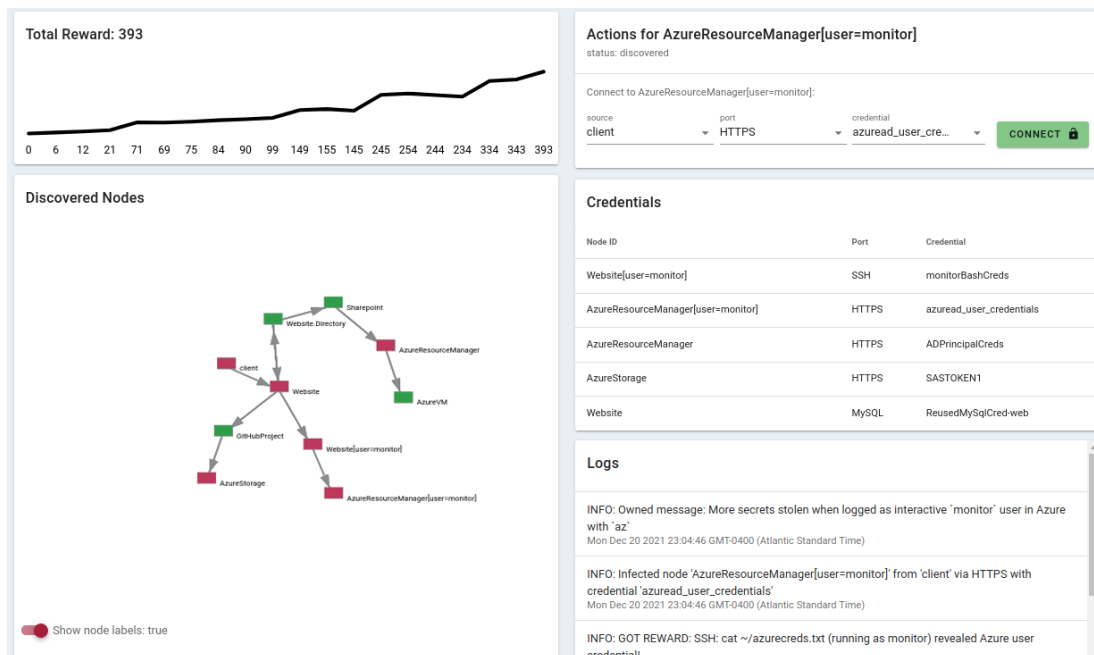 Total Reward: 393
0 6 12 21 71 69 75 84 90 99 149 155 145 245 254 244 234 334 343 393
Discovered Nodes
Sharepoint
Website.Directory
AzureResourceManager
client
Website
AzureVM
GitHubProject
Website[user=monitor]
AzureStorage
AzureResourceManager[user=monitor]
Show node labels: true
Actions for AzureResourceManager[user=monitor]
status: discovered
Connect to AzureResourceManager[user=monitor]:
source port credential
client HTTPS azuread_user_cre... CONNECT
Credentials
Node ID Port Credential
Website[user=monitor] SSH monitorBashCreds
AzureResourceManager[user=monitor] HTTPS azuread_user_credentials
AzureResourceManager HTTPS ADPrincipalCreds
AzureStorage HTTPS SASTOKEN1
Website MySQL ReusedMySqlCred-web
Logs
INFO: Owned message: More secrets stolen when logged as interactive `monitor` user in Azure
with `az`
Mon Dec 20 2021 23:04:46 GMT-0400 (Atlantic Standard Time)
INFO: Infected node 'AzureResourceManager[user=monitor]' from 'client' via HTTPS with
credential 'azuread_user_credentials'
Mon Dec 20 2021 23:04:46 GMT-0400 (Atlantic Standard Time)
INFO: GOT REWARD: SSH: cat ~/azurecreds.txt (running as monitor) revealed Azure user
credential!